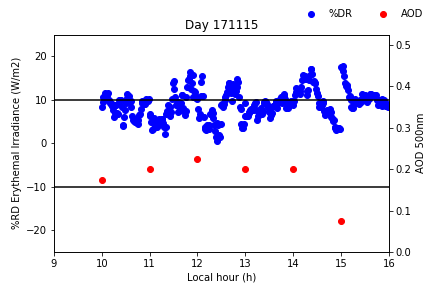 %DR AOD
Day 171115
%RD Erythermal Irradiance (W/m2)
20
10
0
−10
−20
0.5
0.4
0.3
0.2
0.1
0.0
AOD 500nm
9 10 11 12 13 14 15 16
Local hour (h)